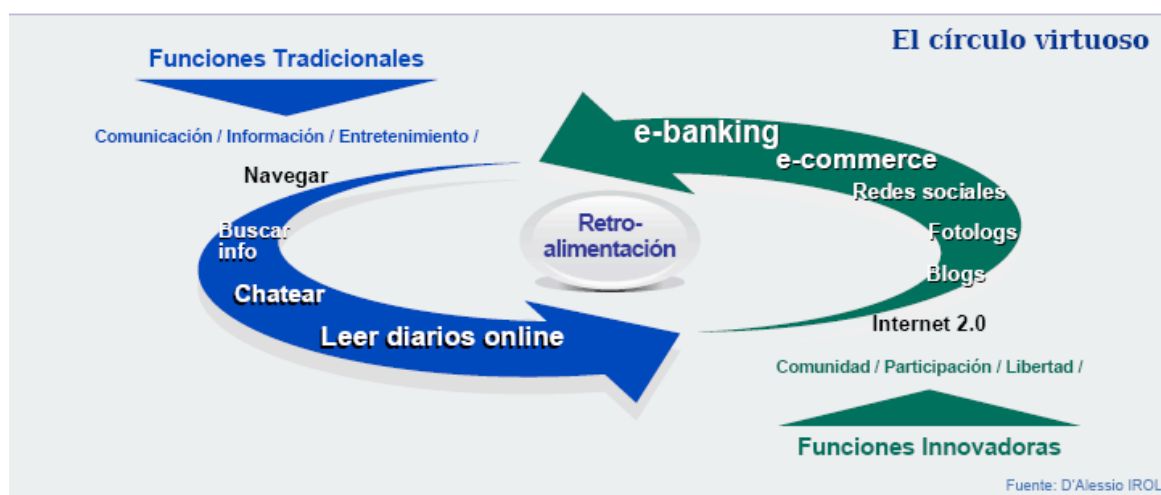 El círculo virtuoso
Funciones Tradicionales
Comunicación / Información / Entretenimiento /
Navegar
Buscar
info
Chatear
Leer diarios online
Retro-
alimentación
e-banking
e-commerce
Redes sociales
Fotologs
Blogs
Internet 2.0
Comunidad / Participación / Libertad /
Funciones Innovadoras
Fuente: D'Alessio IROL